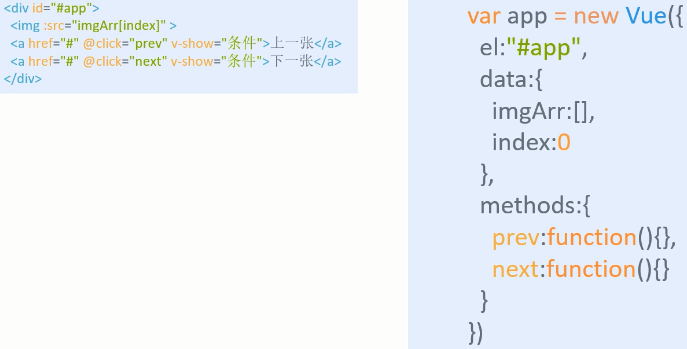 <div id="#app">
<img :src="imgArr[index]" >
<a href="#" @click="prev" v-show="条件">上一张</a>
<a href="#" @click="next" v-show="条件">下一张</a>
</div>
var app = new Vue({
el:"#app",
data:{
imgArr:[],
index:0
},
methods:{
prev:function(){},
next:function(){}
}
})